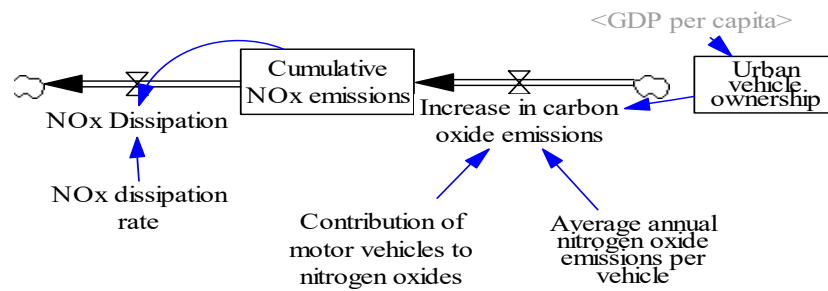 <GDP per capita>
Cumulative
NOx emissions
Urban
vehicle
ownership
NOx Dissipation
Increase in carbon
oxide emissions
NOx dissipation
rate
Contribution of
motor vehicles to
nitrogen oxides
Average annual
nitrogen oxide
emissions per
vehicle